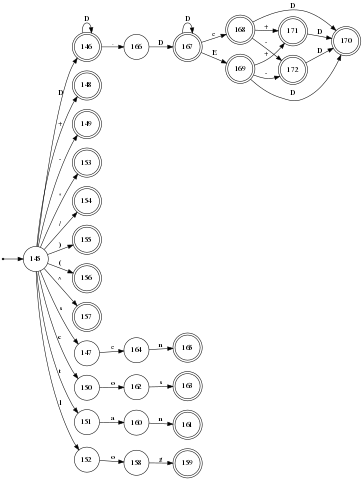 D
D
D
168
+
171
D
170
146
.
166
D
167
e
-
+
E
169
-
172
D
D
D
148
+
149
-
153
*
154
/
155
)
145
(
156
^
157
s
147
e
164
n
165
c
150
o
162
s
163
t
151
a
160
n
161
l
152
o
158
g
159